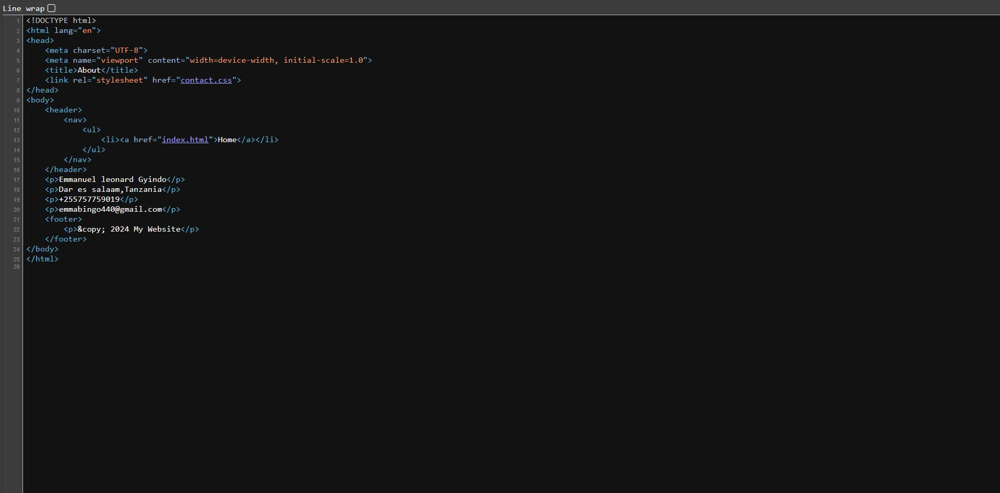 Line wrap
1 <!DOCTYPE html>
2 <html lang="en">
3 <head>
4     <meta charset="UTF-8">
5     <meta name="viewport" content="width=device-width, initial-scale=1.0">
6     <title>About</title>
7     <link rel="stylesheet" href="contact.css">
8 </head>
9 <body>
10     <header>
11         <nav>
12             <ul>
13                 <li><a href="index.html">Home</a></li>
14             </ul>
15         </nav>
16     </header>
17     <p>Emmanuel leonard Gyindo</p>
18     <p>Dar es salaam,Tanzania</p>
19     <p>+255757759019</p>
20     <p>emmabingo440@gmail.com</p>
21     <footer>
22         <p>&copy; 2024 My Website</p>
23     </footer>
24 </body>
25 </html>
26